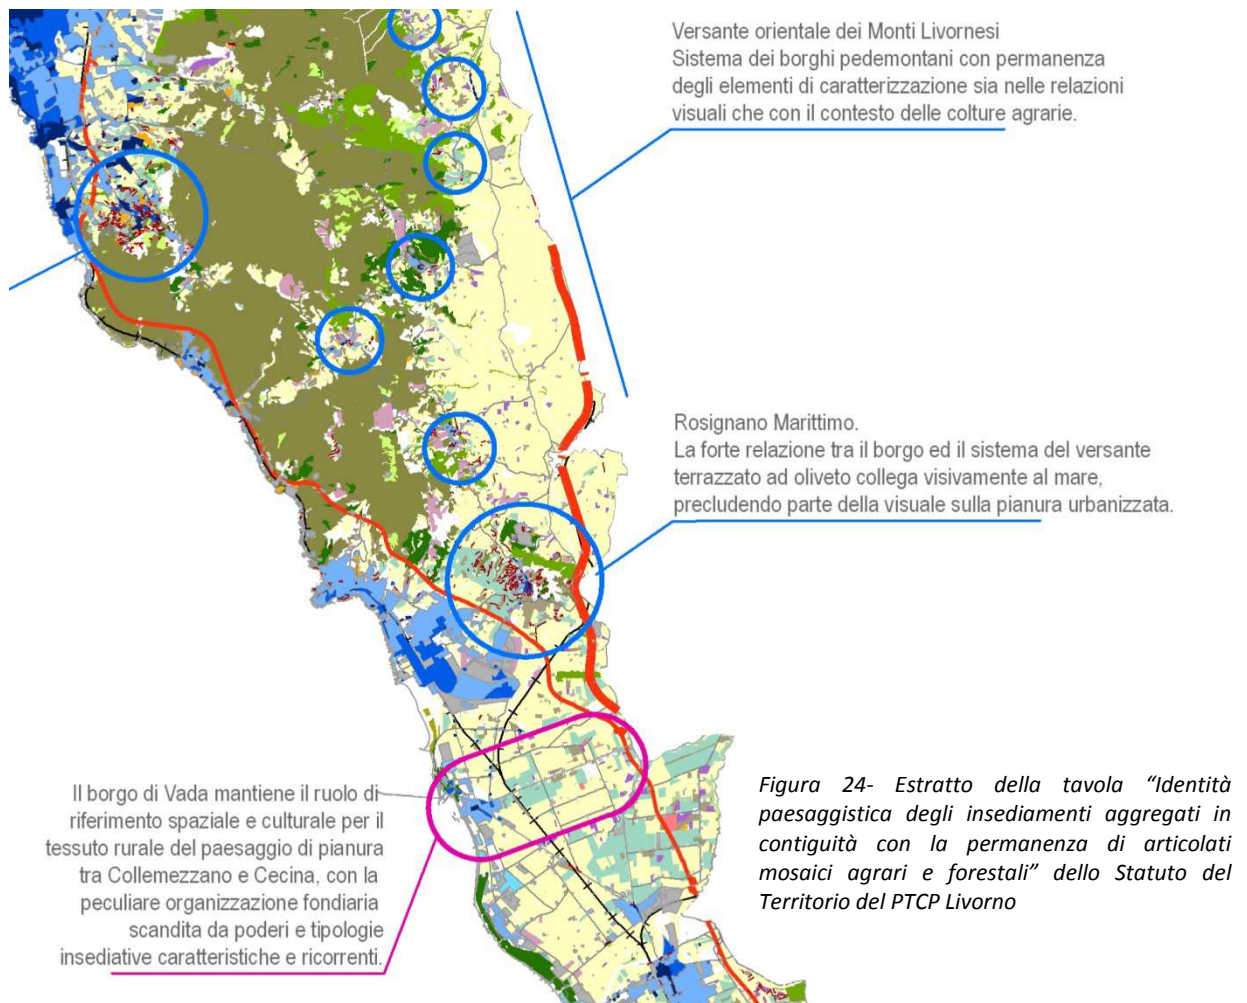 Versante orientale dei Monti Livornesi
Sistema dei borghi pedemontani con permanenza
degli elementi di caratterizzazione sia nelle relazioni
visuali che con il contesto delle colture agrarie.
Rosignano Marittimo.
La forte relazione tra il borgo ed il sistema del versante
terrazzato ad oliveto collega visivamente al mare,
precludendo parte della visuale sulla pianura urbanizzata.
Il borgo di Vada mantiene il ruolo di
riferimento spaziale e culturale per il
tessuto rurale del paesaggio di pianura
tra Collemezzano e Cecina, con la
peculiare organizzazione fondiaria
scandita da poderi e tipologie
insediative caratteristiche e ricorrenti.
Figura 24- Estratto della tavola “Identità
paesaggistica degli insediamenti aggregati in
contiguità con la permanenza di articolati
mosaici agrari e forestali” dello Statuto del
Territorio del PTCP Livorno